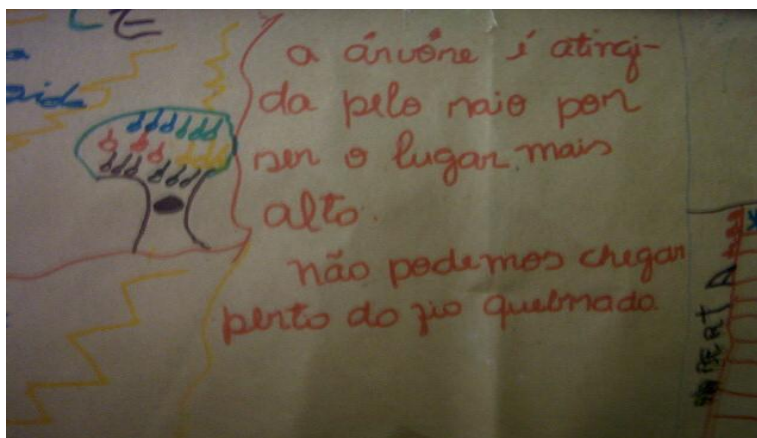 a árvore é atingi-
da pelo raio por
ser o lugar mais
alto.
não podemos chegar
perto do fio quebrado